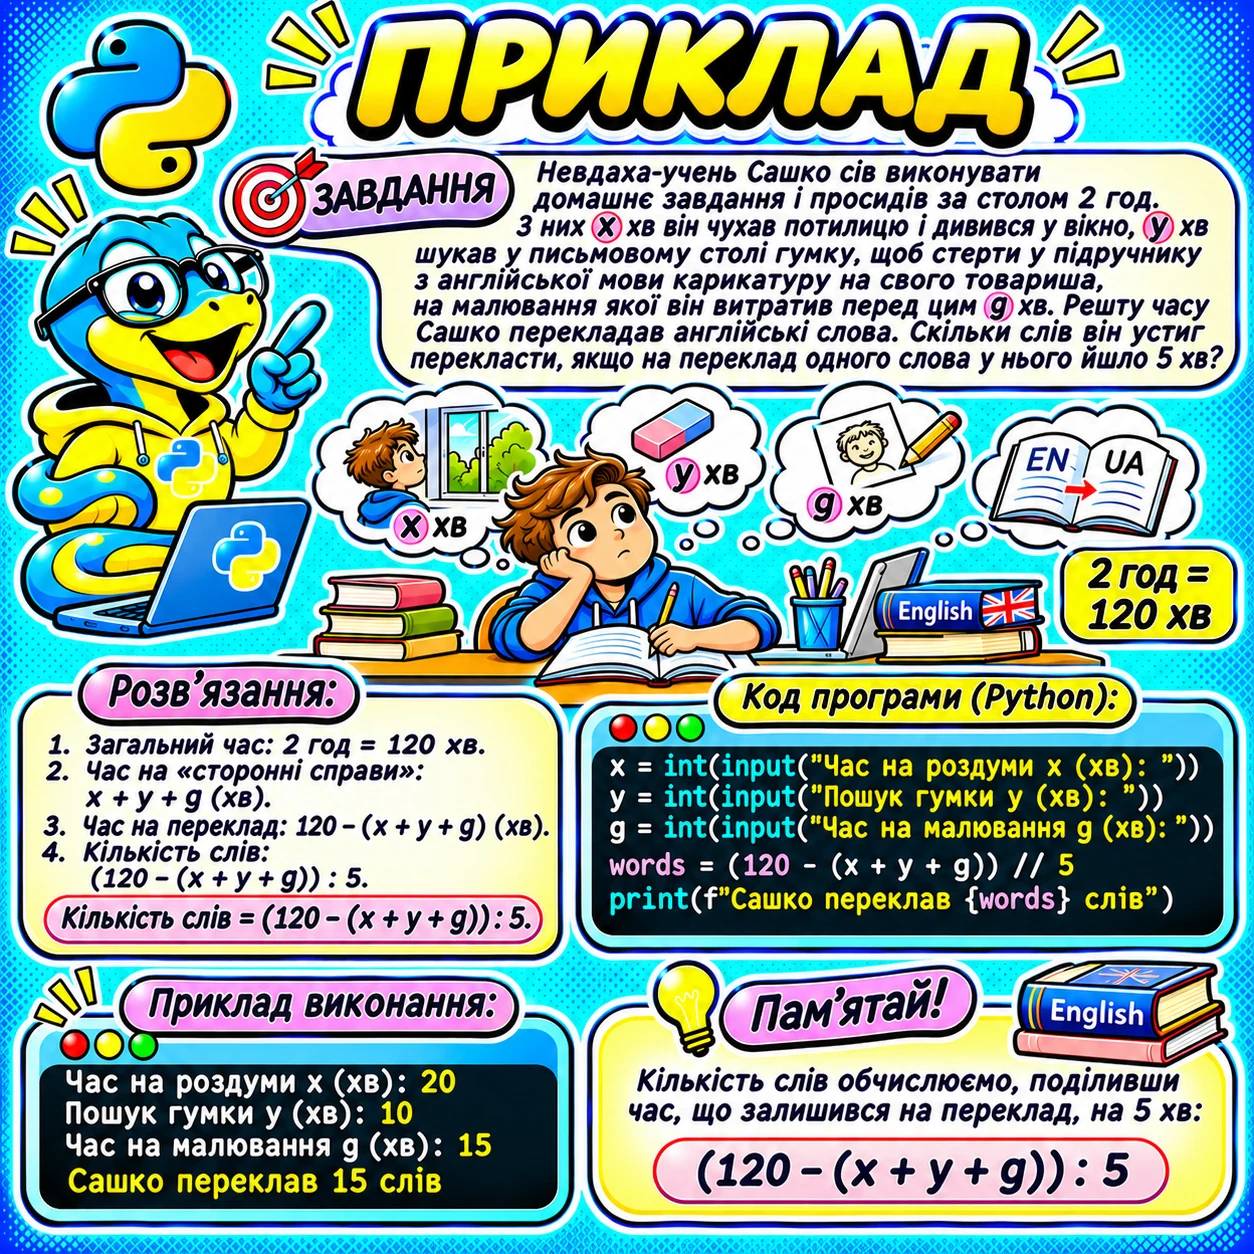 ПРИКЛАД
ЗАВДАННЯ
Невдаха-учень Сашко сів виконувати
домашнє завдання і просидів за столом 2 год.
З них x хв він чухав потилицю і дивився у вікно, y хв
шукав у письмовому столі гумку, щоб стерти у підручнику
з англійської мови карикатуру на свого товариша,
на малювання якої він витратив перед цим g хв. Решту часу
Сашко перекладав англійські слова. Скільки слів він устиг
перекласти, якщо на переклад одного слова у нього йшло 5 хв?
x хв
y хв
g хв
EN UA
English
2 год =
120 хв
Розв’язання:
1. Загальний час: 2 год = 120 хв.
2. Час на «сторонні справи»:
x + y + g (хв).
3. Час на переклад: 120 – (x + y + g) (хв).
4. Кількість слів:
(120 – (x + y + g)) : 5.
Кількість слів = (120 – (x + y + g)) : 5.
Код програми (Python):
x = int(input("Час на роздуми x (хв): "))
y = int(input("Пошук гумки y (хв): "))
g = int(input("Час на малювання g (хв): "))
words = (120 - (x + y + g)) // 5
print(f"Сашко переклав {words} слів")
Приклад виконання:
Час на роздуми x (хв): 20
Пошук гумки y (хв): 10
Час на малювання g (хв): 15
Сашко переклав 15 слів
Пам’ятай!
English
Кількість слів обчислюємо, поділивши
час, що залишився на переклад, на 5 хв:
(120 – (x + y + g)) : 5